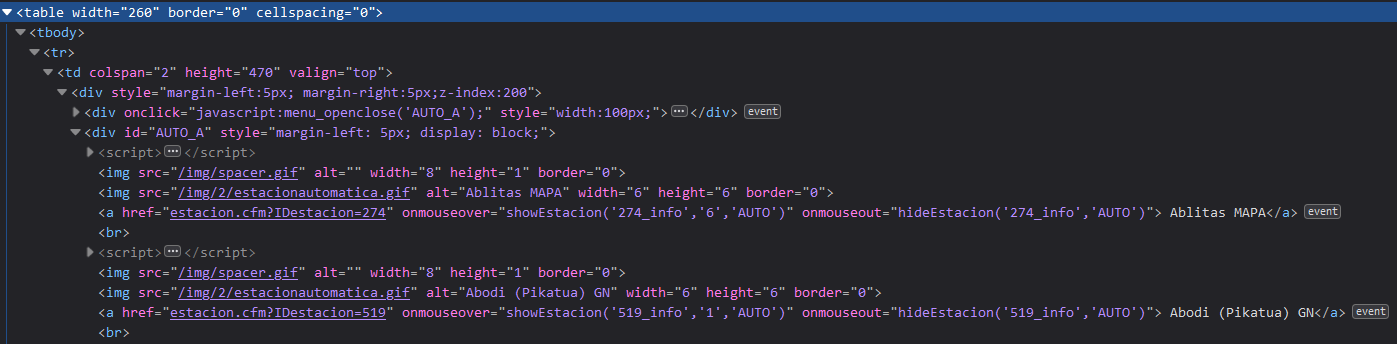 <table width="260" border="0" cellspacing="0">
<tbody>
<tr>
<td colspan="2" height="470" valign="top">
<div style="margin-left:5px; margin-right:5px;z-index:200">
<div onclick="javascript:menu_openclose('AUTO_A');" style="width:100px;">⋯</div> event
<div id="AUTO_A" style="margin-left: 5px; display: block;">
<script>⋯</script>
<img src="/img/spacer.gif" alt="" width="8" height="1" border="0">
<img src="/img/2/estacionautomatica.gif" alt="Ablitas MAPA" width="6" height="6" border="0">
<a href="estacion.cfm?IDestacion=274" onmouseover="showEstacion('274_info','6','AUTO')" onmouseout="hideEstacion('274_info','AUTO')"> Ablitas MAPA</a> event
<br>
<script>⋯</script>
<img src="/img/spacer.gif" alt="" width="8" height="1" border="0">
<img src="/img/2/estacionautomatica.gif" alt="Abodi (Pikatua) GN" width="6" height="6" border="0">
<a href="estacion.cfm?IDestacion=519" onmouseover="showEstacion('519_info','1','AUTO')" onmouseout="hideEstacion('519_info','AUTO')"> Abodi (Pikatua) GN</a> event
<br>